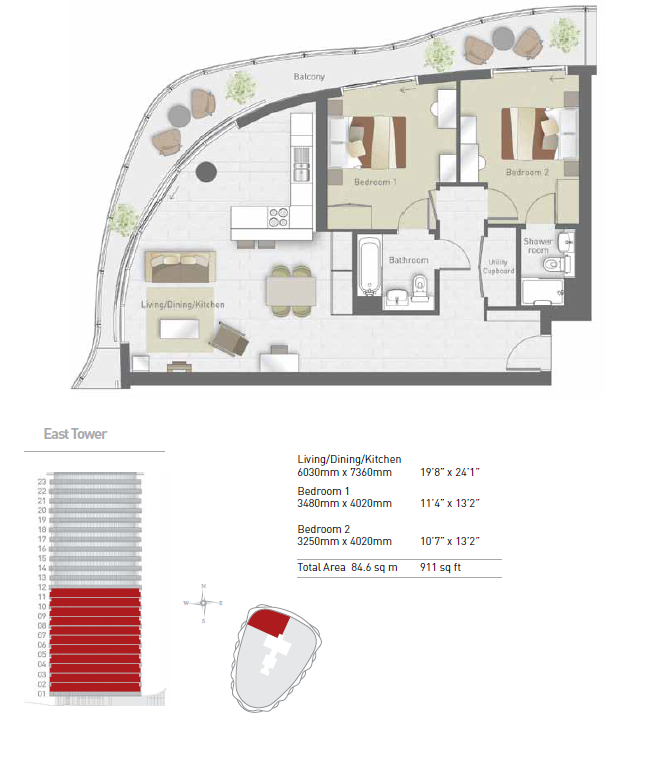 Balcony
Bedroom 1
Bedroom 2
Bathroom
Shower
room
Utility
Cupboard
Living/Dining/Kitchen
East Tower
23
22
21
20
19
18
17
16
15
14
13
12
11
10
09
08
07
06
05
04
03
02
01
N
W
E
S
Living/Dining/Kitchen
6030mm x 7360mm 19'8" x 24'1"
Bedroom 1
3480mm x 4020mm 11'4" x 13'2"
Bedroom 2
3250mm x 4020mm 10'7" x 13'2"
Total Area 84.6 sq m 911 sq ft